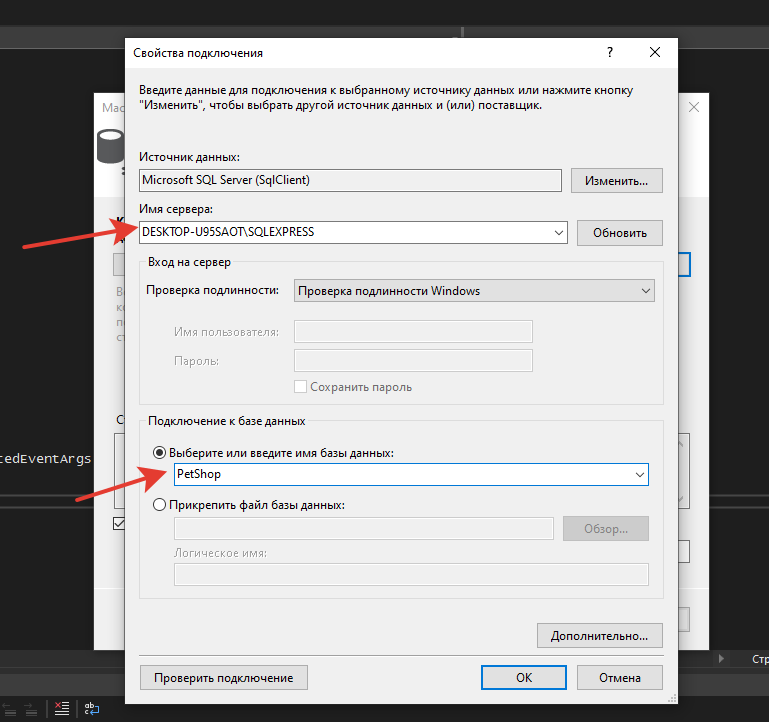 Свойства подключения
?
Введите данные для подключения к выбранному источнику данных или нажмите кнопку
"Изменить", чтобы выбрать другой источник данных и (или) поставщик.
Мас
Источник данных:
Microsoft SQL Server (SqlClient)
Изменить...
Имя сервера:
DESKTOP-U95SAOT\SQLEXPRESS
Обновить
Вход на сервер
Проверка подлинности:
Проверка подлинности Windows
Имя пользователя:
Пароль:
Сохранить пароль
Подключение к базе данных
Выберите или введите имя базы данных:
tedEventArgs
PetShop
Прикрепить файл базы данных:
Обзор...
Логическое имя:
Дополнительно...
Стр
Проверить подключение
ОК
Отмена